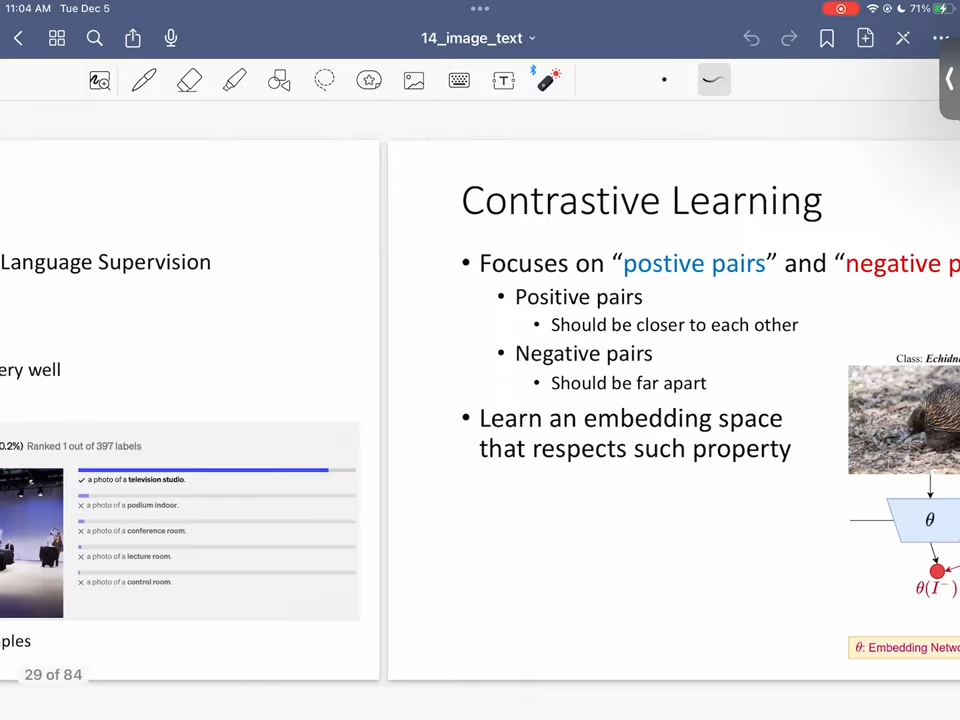 11:04 AM Tue Dec 5
71%
14_image_text
Language Supervision
ery well
0.2%) Ranked 1 out of 397 labels
✓ a photo of a television studio.
× a photo of a podium indoor.
× a photo of a conference room.
× a photo of a lecture room.
× a photo of a control room.
ples
29 of 84
Contrastive Learning
• Focuses on “postive pairs” and “negative p
• Positive pairs
• Should be closer to each other
• Negative pairs
• Should be far apart
• Learn an embedding space
that respects such property
Class: Echidn
θ
θ(I⁻)
θ: Embedding Netwo